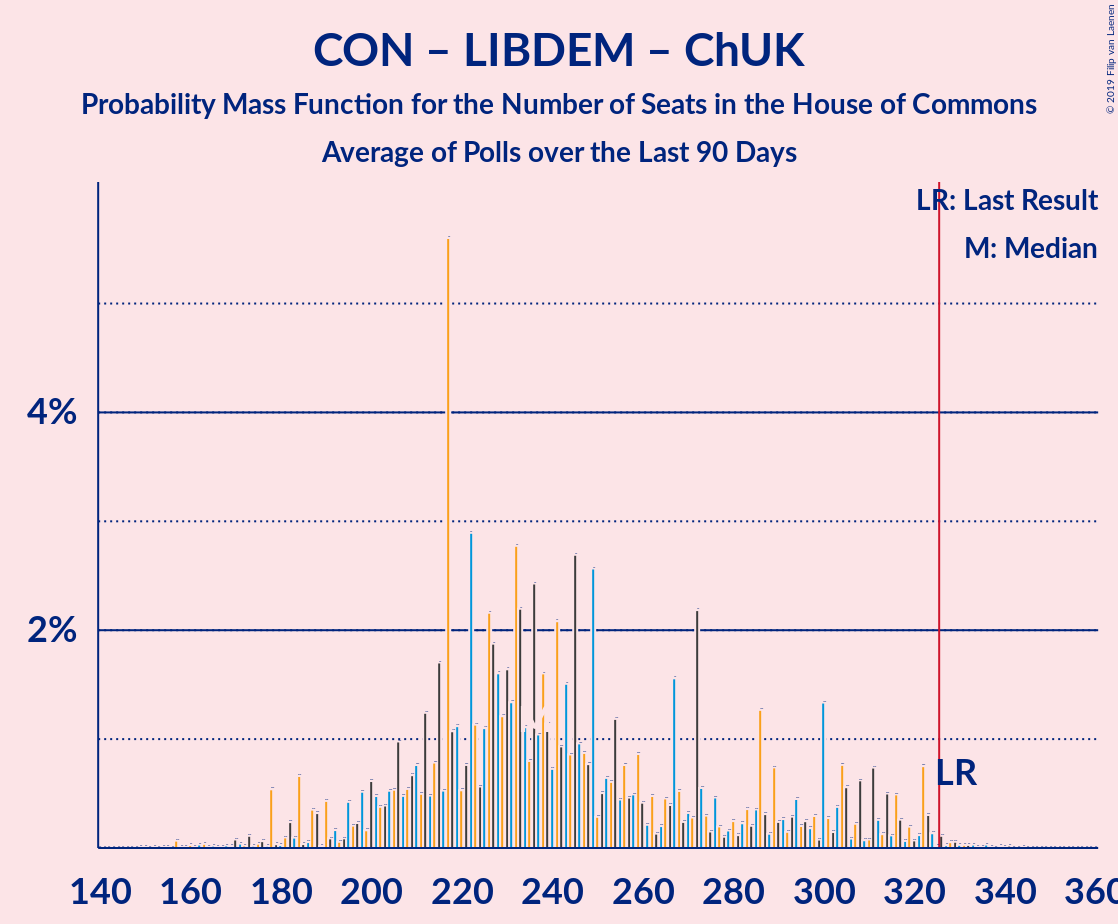 CON – LIBDEM – ChUK
Probability Mass Function for the Number of Seats in the House of Commons
Average of Polls over the Last 90 Days
© 2019 Filip van Laenen
LR: Last Result
M: Median
4%
2%
LR
140 160 180 200 220 240 260 280 300 320 340 360